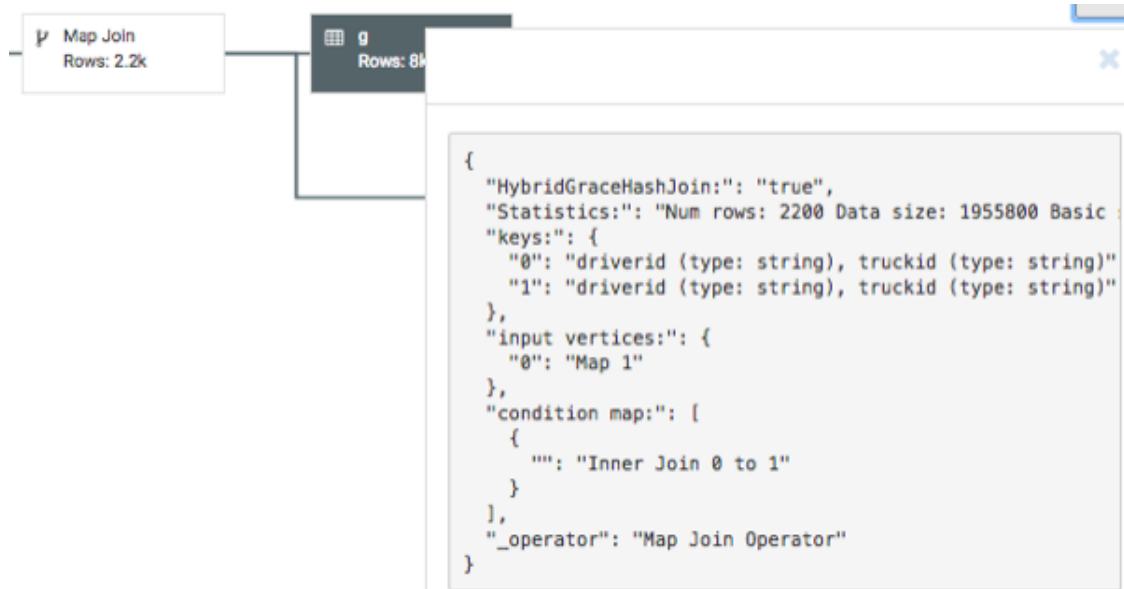 Map Join
Rows: 2.2k
g
Rows: 8k
{
"HybridGraceHashJoin:": "true",
"Statistics:": "Num rows: 2200 Data size: 1955800 Basic
"keys:": {
"0": "driverid (type: string), truckid (type: string)"
"1": "driverid (type: string), truckid (type: string)"
},
"input vertices:": {
"0": "Map 1"
},
"condition map:": [
{
"": "Inner Join 0 to 1"
}
],
"_operator": "Map Join Operator"
}